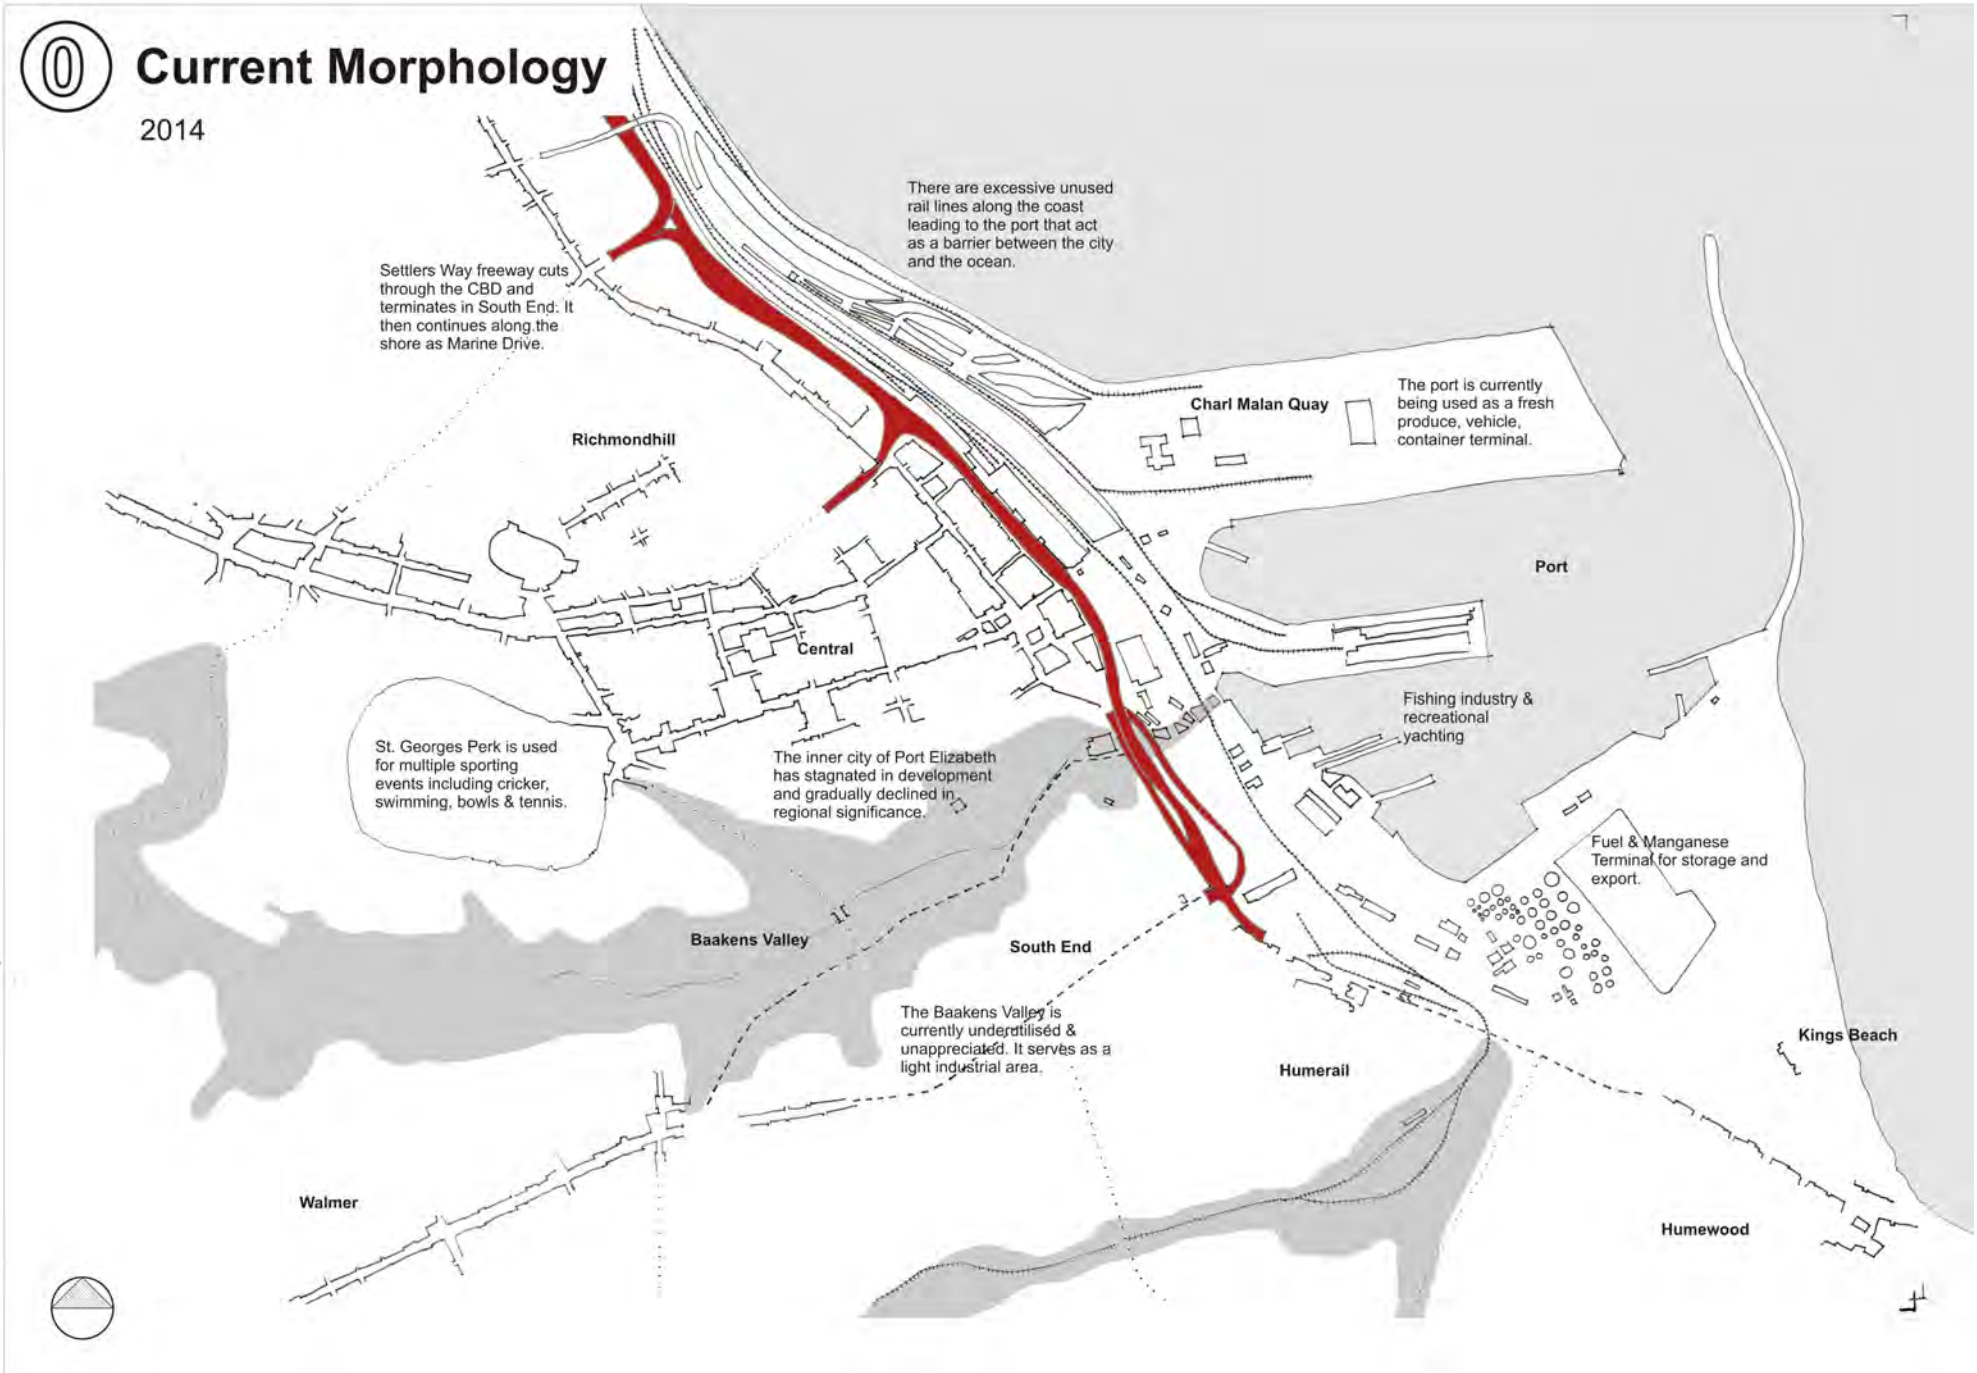 0 Current Morphology
2014
There are excessive unused
rail lines along the coast
leading to the port that act
as a barrier between the city
and the ocean.
Settlers Way freeway cuts
through the CBD and
terminates in South End. It
then continues along the
shore as Marine Drive.
Charl Malan Quay
The port is currently
being used as a fresh
produce, vehicle,
container terminal.
Richmondhill
Port
Central
Fishing industry &
recreational
yachting
St. Georges Perk is used
for multiple sporting
events including cricker,
swimming, bowls & tennis.
The inner city of Port Elizabeth
has stagnated in development
and gradually declined in
regional significance.
Fuel & Manganese
Terminal for storage and
export.
Baakens Valley
South End
The Baakens Valley is
currently underutilised &
unappreciated. It serves as a
light industrial area.
Kings Beach
Humerail
Walmer
Humewood